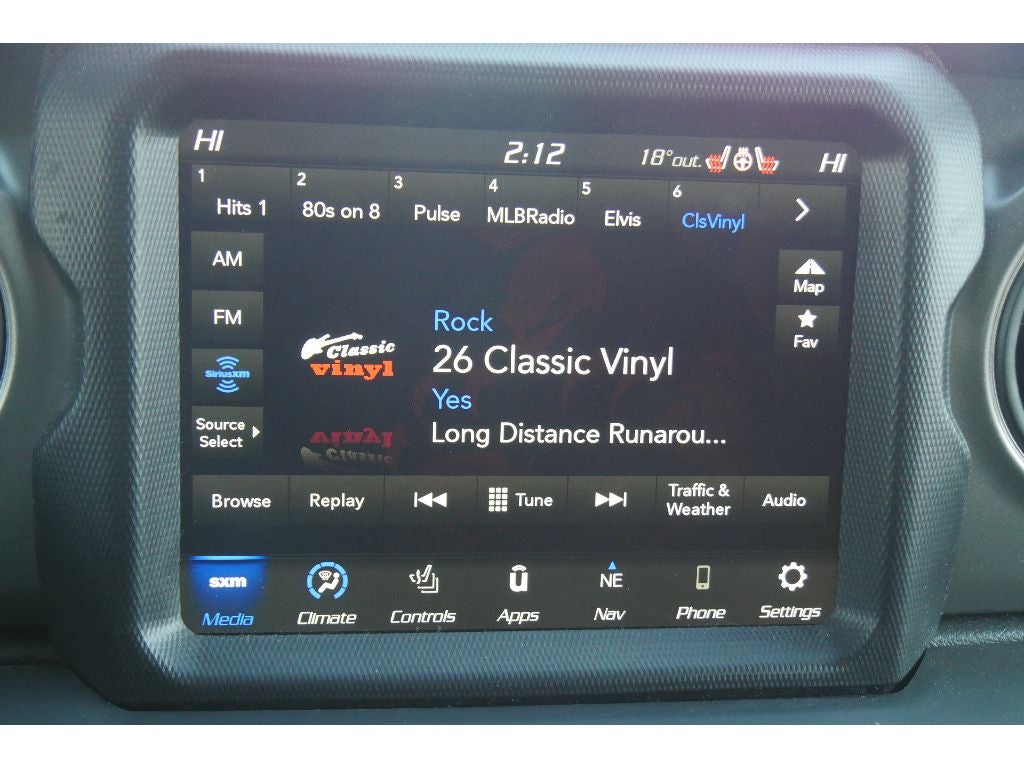 HI 2:12 18°out. HI
1 2 3 4 5 6
Hits 1 80s on 8 Pulse MLBRadio Elvis ClsVinyl
AM
Map
FM
Fav
Rock
Classic
vinyl
26 Classic Vinyl
SiriusXM
Yes
Source
Select
Long Distance Runarou...
Browse Replay Tune Traffic &
Weather Audio
sxm NE
Media Climate Controls Apps Nav Phone Settings